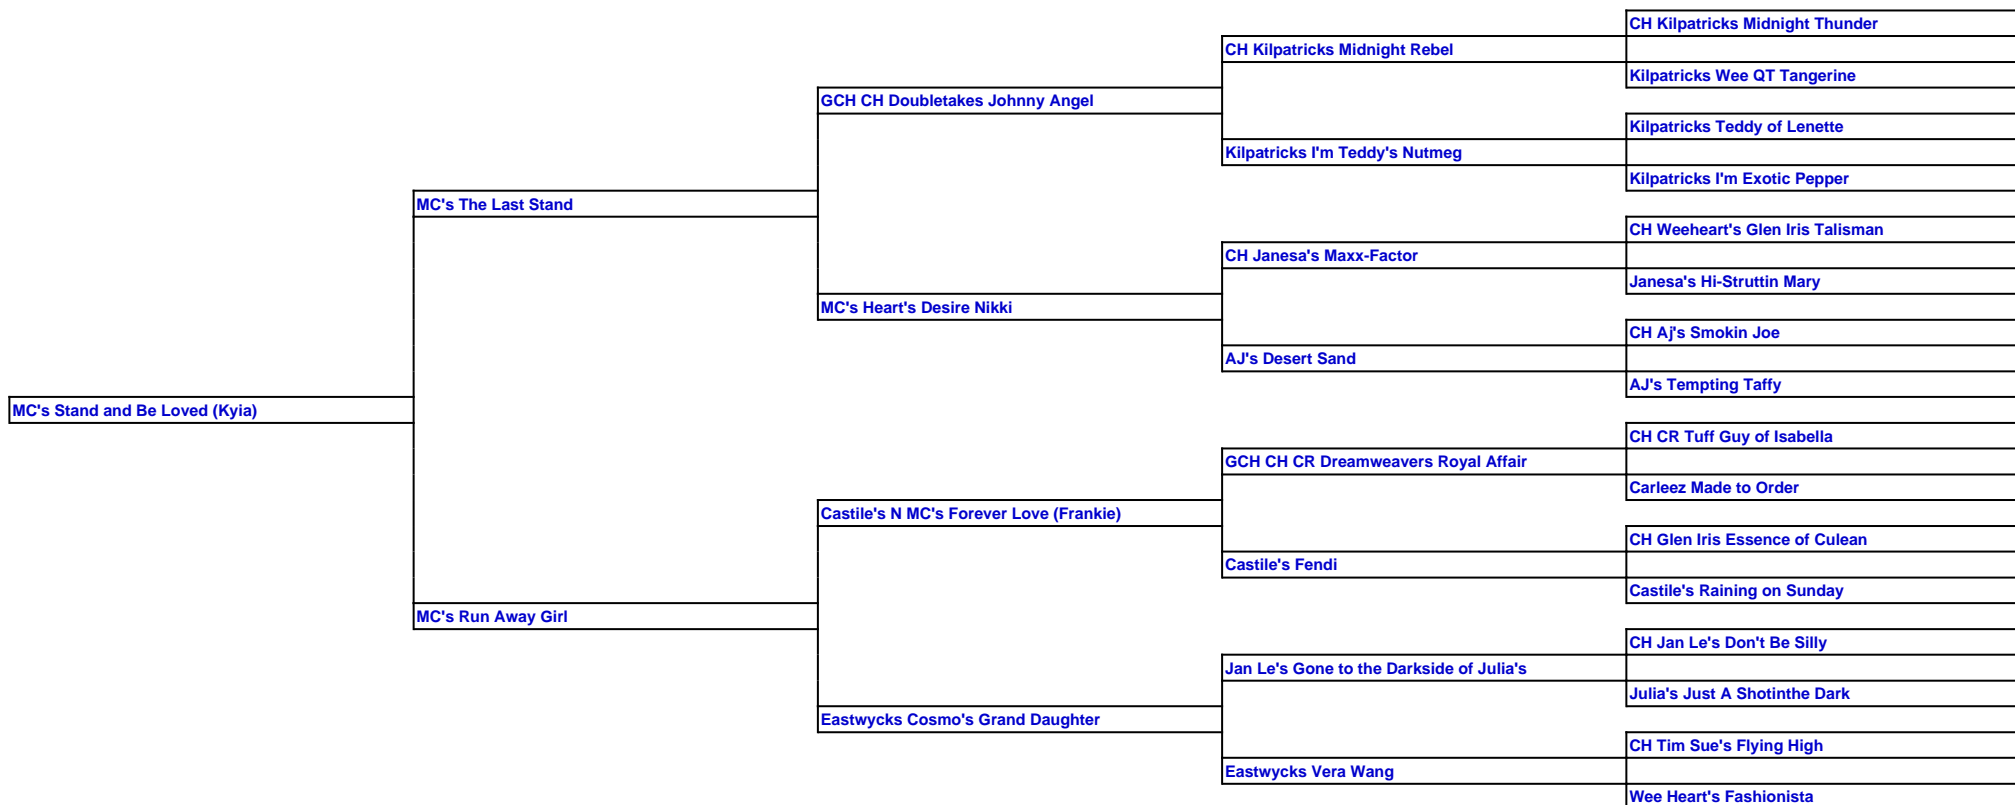 CH Kilpatricks Midnight Thunder
CH Kilpatricks Midnight Rebel
Kilpatricks Wee QT Tangerine
GCH CH Doubletakes Johnny Angel
Kilpatricks Teddy of Lenette
Kilpatricks I'm Teddy's Nutmeg
Kilpatricks I'm Exotic Pepper
MC's The Last Stand
CH Weeheart's Glen Iris Talisman
CH Janesa's Maxx-Factor
Janesa's Hi-Struttin Mary
MC's Heart's Desire Nikki
CH Aj's Smokin Joe
AJ's Desert Sand
AJ's Tempting Taffy
MC's Stand and Be Loved (Kyia)
CH CR Tuff Guy of Isabella
GCH CH CR Dreamweavers Royal Affair
Carleez Made to Order
Castile's N MC's Forever Love (Frankie)
CH Glen Iris Essence of Culean
Castile's Fendi
Castile's Raining on Sunday
MC's Run Away Girl
CH Jan Le's Don't Be Silly
Jan Le's Gone to the Darkside of Julia's
Julia's Just A Shotinthe Dark
Eastwycks Cosmo's Grand Daughter
CH Tim Sue's Flying High
Eastwycks Vera Wang
Wee Heart's Fashionista